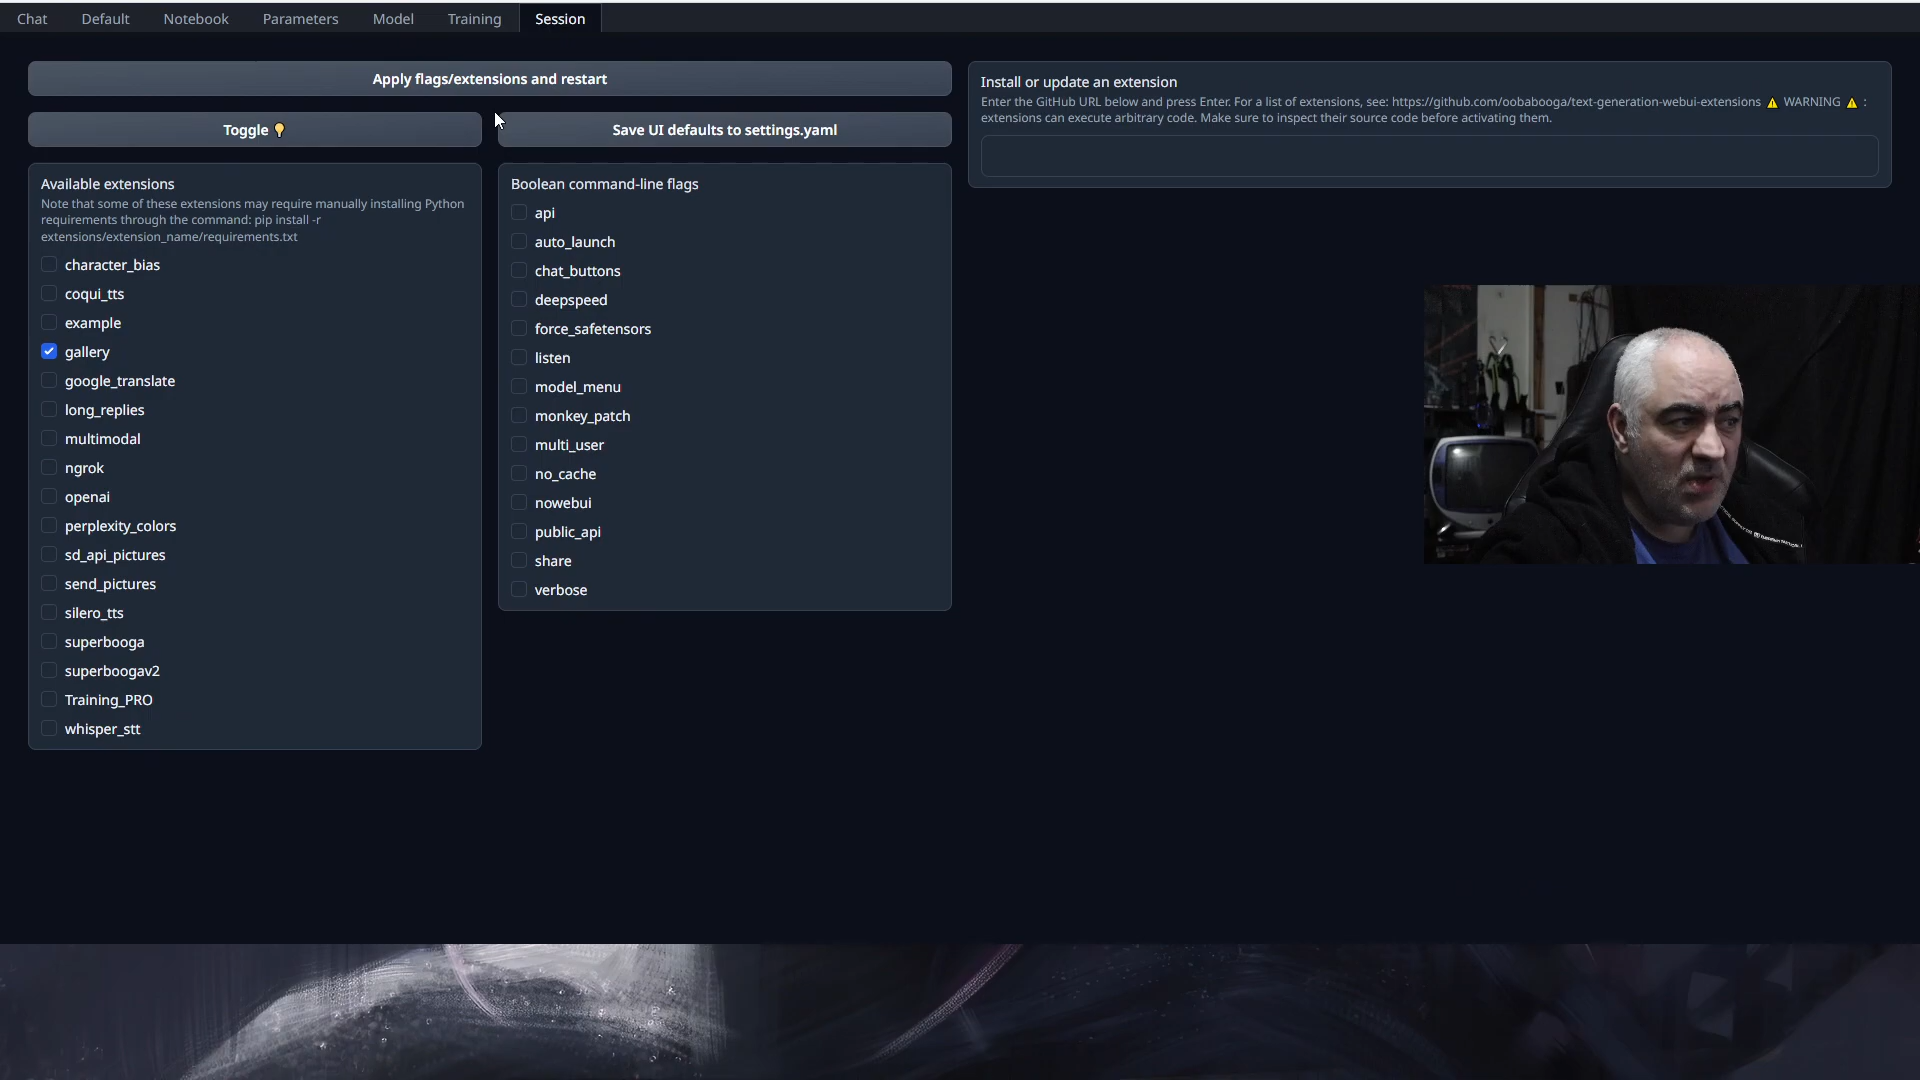 Chat Default Notebook Parameters Model Training Session
Apply flags/extensions and restart
Toggle 💡
Save UI defaults to settings.yaml
Available extensions
Note that some of these extensions may require manually installing Python
requirements through the command: pip install -r
extensions/extension_name/requirements.txt
character_bias
coqui_tts
example
gallery
google_translate
long_replies
multimodal
ngrok
openai
perplexity_colors
sd_api_pictures
send_pictures
silero_tts
superbooga
superboogav2
Training_PRO
whisper_stt
Boolean command-line flags
api
auto_launch
chat_buttons
deepspeed
force_safetensors
listen
model_menu
monkey_patch
multi_user
no_cache
nowebui
public_api
share
verbose
Install or update an extension
Enter the GitHub URL below and press Enter. For a list of extensions, see: https://github.com/oobabooga/text-generation-webui-extensions ⚠ WARNING ⚠ :
extensions can execute arbitrary code. Make sure to inspect their source code before activating them.